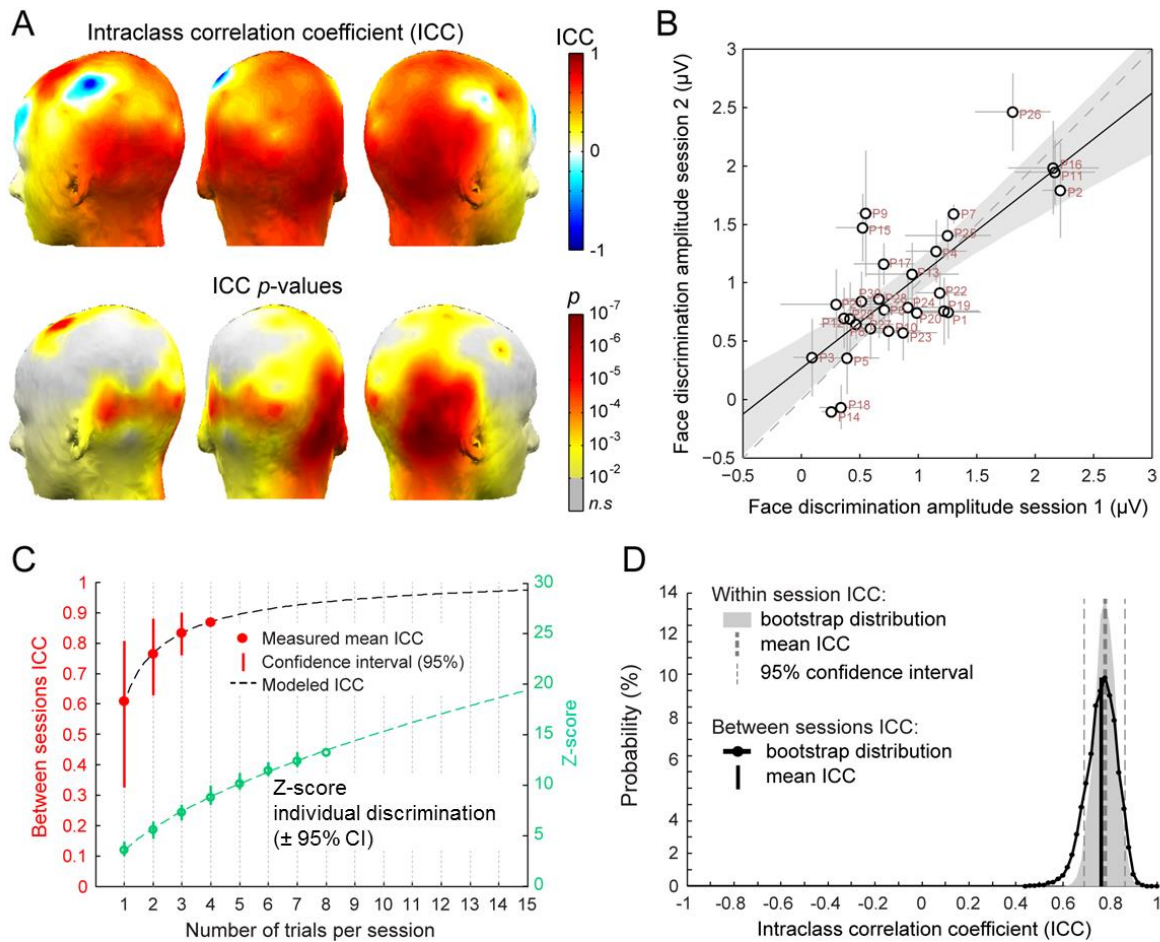 A
Intraclass correlation coefficient (ICC)
ICC
1
0
-1
ICC p-values
p
10⁻⁷
10⁻⁶
10⁻⁵
10⁻⁴
10⁻³
10⁻²
n.s
B
Face discrimination amplitude session 2 (µV)
3
2.5
2
1.5
1
0.5
0
−0.5
P26
P16
P11
P2
P9
P7
P15
P25
P4
P17
P13
P22
P30
P28
P24
P19
P20
P1
P10
P23
P3
P5
P18
P14
−0.5
0
0.5
1
1.5
2
2.5
3
Face discrimination amplitude session 1 (µV)
C
Between sessions ICC
1
0.9
0.8
0.7
0.6
0.5
0.4
0.3
0.2
0.1
0
Measured mean ICC
Confidence interval (95%)
Modeled ICC
Z-score
individual discrimination
(± 95% CI)
30
25
20
15
10
5
0
Z-score
1 2 3 4 5 6 7 8 9 10 11 12 13 14 15
Number of trials per session
D
Probability (%)
14
12
10
8
6
4
2
0
Within session ICC:
bootstrap distribution
mean ICC
95% confidence interval
Between sessions ICC:
bootstrap distribution
mean ICC
-1 -0.8 -0.6 -0.4 -0.2 0 0.2 0.4 0.6 0.8 1
Intraclass correlation coefficient (ICC)